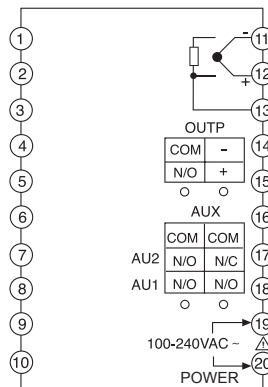 1 11
-
2 12
+
3 13
OUTP
4 COM - 14
5 N/O + 15
AUX
6 16
COM COM
7 AU2 N/O N/C 17
8 AU1 N/O N/O 18
9 19
100-240VAC ~ ⚠
10 20
POWER